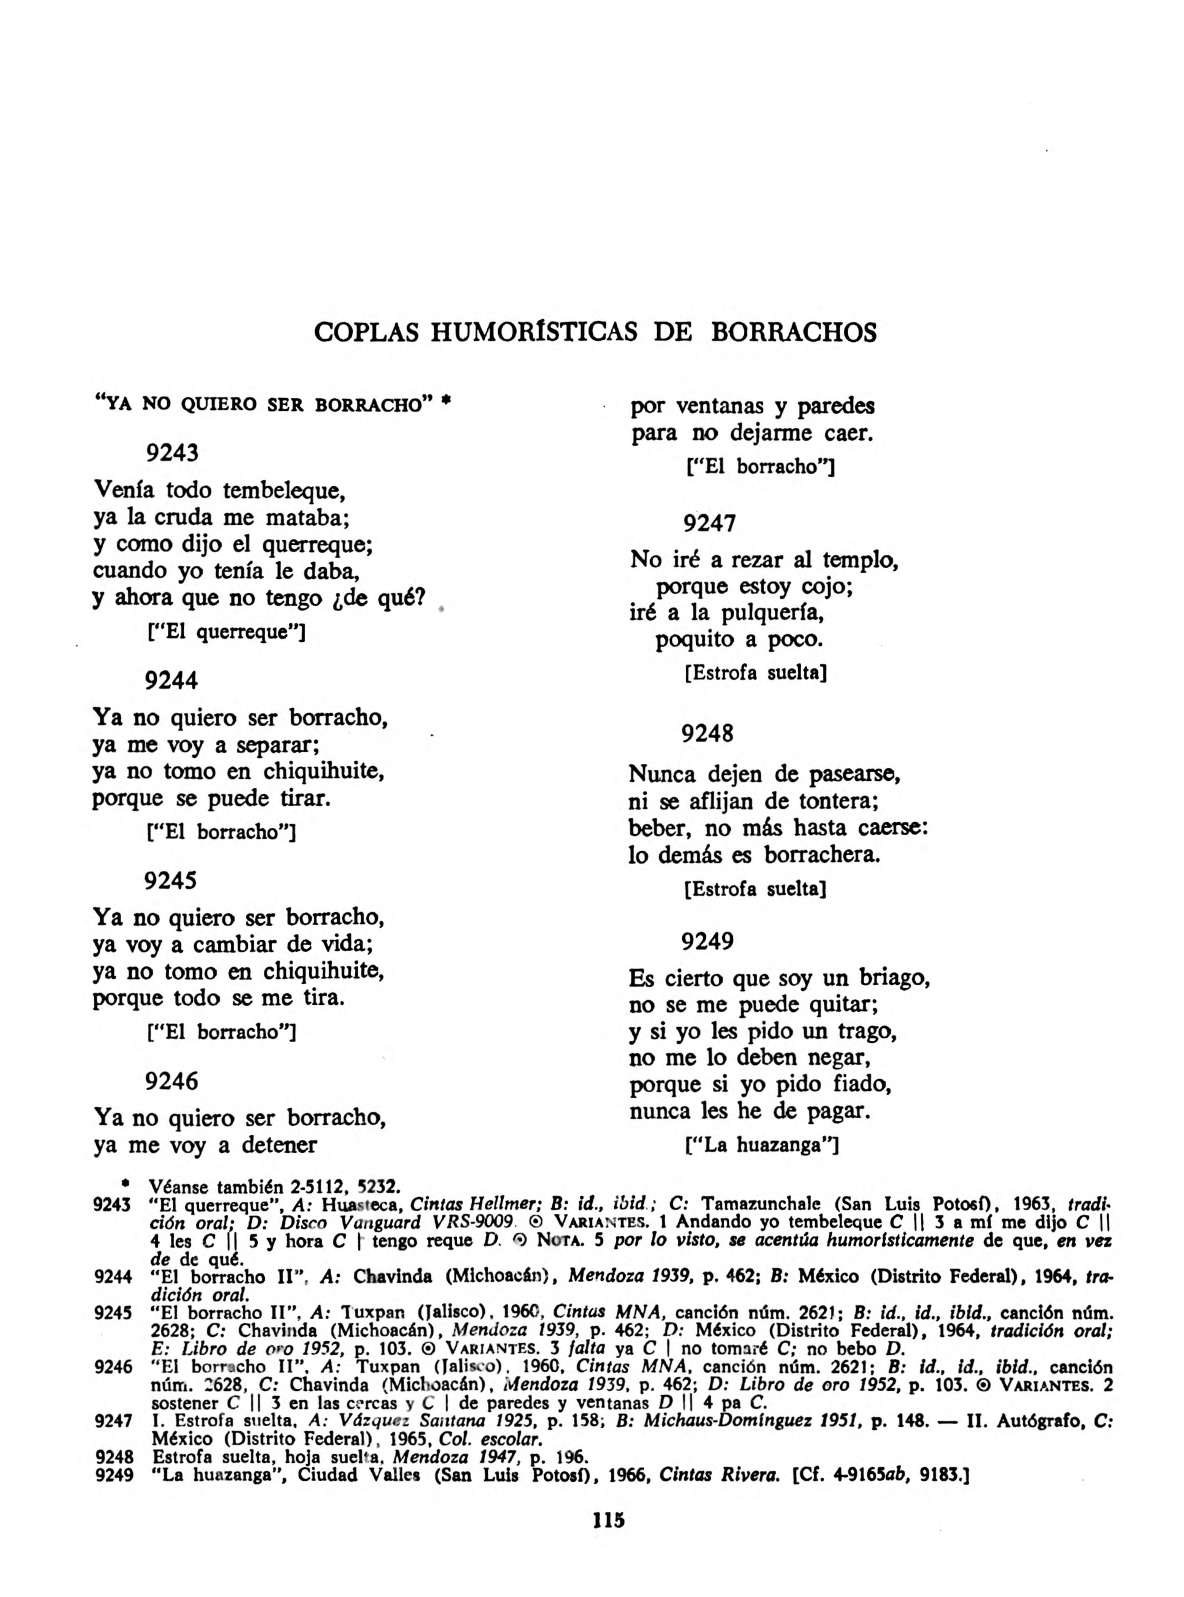 COPLAS HUMORÍSTICAS DE BORRACHOS
"YA NO QUIERO SER BORRACHO" *
9243
Venía todo tembeleque,
ya la cruda me mataba;
y como dijo el querreque;
cuando yo tenía le daba,
y ahora que no tengo ¿de qué?
["El querreque"]
9244
Ya no quiero ser borracho,
ya me voy a separar;
ya no tomo en chiquihuite,
porque se puede tirar.
["El borracho"]
9245
Ya no quiero ser borracho,
ya voy a cambiar de vida;
ya no tomo en chiquihuite,
porque todo se me tira.
["El borracho"]
9246
Ya no quiero ser borracho,
ya me voy a detener
por ventanas y paredes
para no dejarme caer.
["El borracho"]
9247
No iré a rezar al templo,
porque estoy cojo;
iré a la pulquería,
poquito a poco.
[Estrofa suelta]
9248
Nunca dejen de pasearse,
ni se aflijan de tontera;
beber, no más hasta caerse:
lo demás es borrachera.
[Estrofa suelta]
9249
Es cierto que soy un briago,
no se me puede quitar;
y si yo les pido un trago,
no me lo deben negar,
porque si yo pido fiado,
nunca les he de pagar.
["La huazanga"]
* Véanse también 2-5112, 5232.
9243 "El querreque", A: Huasteca, Cintas Hellmer; B: id., ibid.; C: Tamazunchale (San Luis Potosí), 1963, tradi-
ción oral; D: Disco Vanguard VRS-9009. ⊙ VARIANTES. 1 Andando yo tembeleque C || 3 a mí me dijo C ||
4 les C || 5 y hora C | tengo reque D. ⊙ NOTA. 5 por lo visto, se acentúa humorísticamente de que, en vez
de de qué.
9244 "El borracho II", A: Chavinda (Michoacán), Mendoza 1939, p. 462; B: México (Distrito Federal), 1964, tra-
dición oral.
9245 "El borracho II", A: Tuxpan (Jalisco), 1960, Cintas MNA, canción núm. 2621; B: id., id., ibid., canción núm.
2628; C: Chavinda (Michoacán), Mendoza 1939, p. 462; D: México (Distrito Federal), 1964, tradición oral;
E: Libro de oro 1952, p. 103. ⊙ VARIANTES. 3 falta ya C | no tomaré C; no bebo D.
9246 "El borracho II", A: Tuxpan (Jalisco), 1960, Cintas MNA, canción núm. 2621; B: id., id., ibid., canción
núm. 2628, C: Chavinda (Michoacán), Mendoza 1939, p. 462; D: Libro de oro 1952, p. 103. ⊙ VARIANTES. 2
sostener C || 3 en las cercas y C | de paredes y ventanas D || 4 pa C.
9247 I. Estrofa suelta, A: Vázquez Santana 1925, p. 158; B: Michaus-Domínguez 1951, p. 148. — II. Autógrafo, C:
México (Distrito Federal), 1965, Col. escolar.
9248 Estrofa suelta, hoja suelta, Mendoza 1947, p. 196.
9249 "La huazanga", Ciudad Valles (San Luis Potosí), 1966, Cintas Rivera. [Cf. 4-9165ab, 9183.]
115